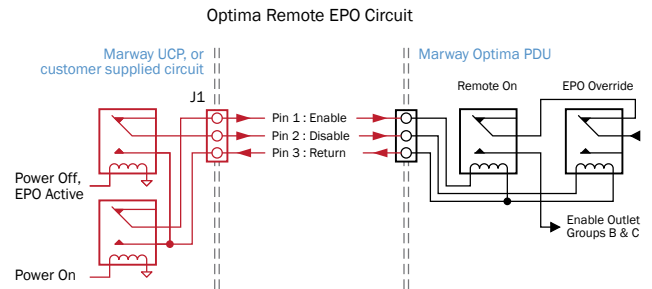 Optima Remote EPO Circuit
Marway UCP, or
customer supplied circuit
Marway Optima PDU
J1
Remote On
EPO Override
Pin 1 : Enable
Pin 2 : Disable
Pin 3 : Return
Power Off,
EPO Active
Power On
Enable Outlet
Groups B & C